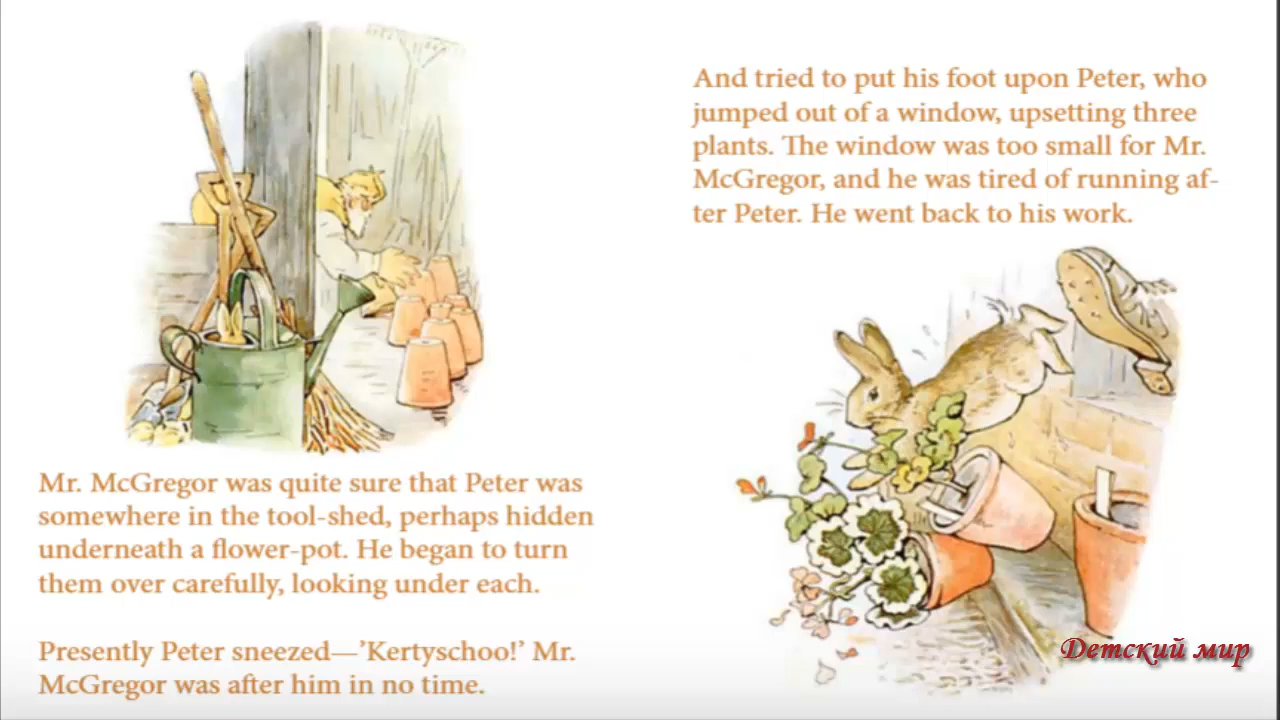 Mr. McGregor was quite sure that Peter was
somewhere in the tool-shed, perhaps hidden
underneath a flower-pot. He began to turn
them over carefully, looking under each.
Presently Peter sneezed—’Kertyschoo!’ Mr.
McGregor was after him in no time.
And tried to put his foot upon Peter, who
jumped out of a window, upsetting three
plants. The window was too small for Mr.
McGregor, and he was tired of running af-
ter Peter. He went back to his work.
Детский мир